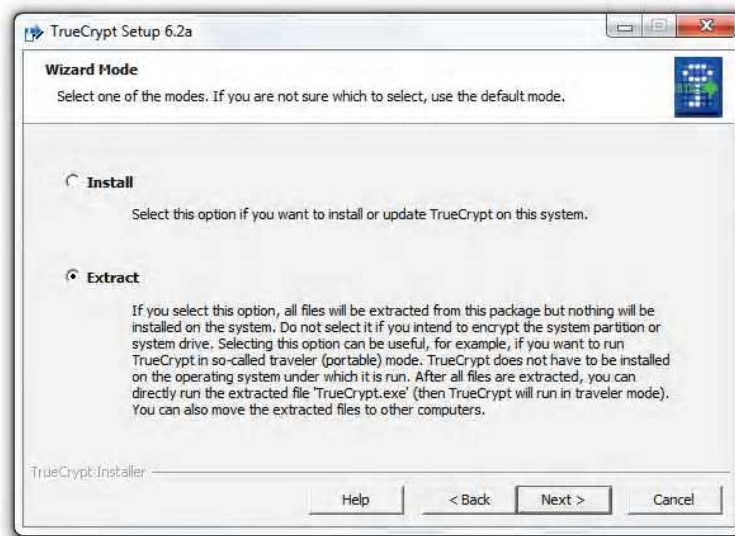 TrueCrypt Setup 6.2a
Wizard Mode
Select one of the modes. If you are not sure which to select, use the default mode.
Install
Select this option if you want to install or update TrueCrypt on this system.
Extract
If you select this option, all files will be extracted from this package but nothing will be
installed on the system. Do not select it if you intend to encrypt the system partition or
system drive. Selecting this option can be useful, for example, if you want to run
TrueCrypt in so-called traveler (portable) mode. TrueCrypt does not have to be installed
on the operating system under which it is run. After all files are extracted, you can
directly run the extracted file 'TrueCrypt.exe' (then TrueCrypt will run in traveler mode).
You can also move the extracted files to other computers.
TrueCrypt Installer
Help < Back Next > Cancel